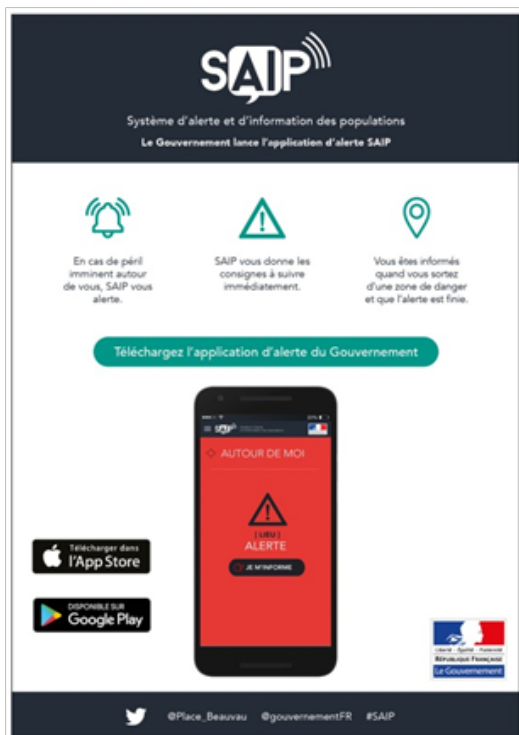 SAIP
Système d'alerte et d'information des populations
Le Gouvernement lance l'application d'alerte SAIP
En cas de péril
imminent autour
de vous, SAIP vous
alerte.
SAIP vous donne les
consignes à suivre
immédiatement.
Vous êtes informés
quand vous sortez
d'une zone de danger
et que l'alerte est finie.
Téléchargez l'application d'alerte du Gouvernement
SAIP
AUTOUR DE MOI
[ LIEU ]
ALERTE
JE M'INFORME
Télécharger dans
l'App Store
DISPONIBLE SUR
Google Play
Liberté • Égalité • Fraternité
RÉPUBLIQUE FRANÇAISE
Le Gouvernement
@Place_Beauvau @gouvernementFR #SAIP